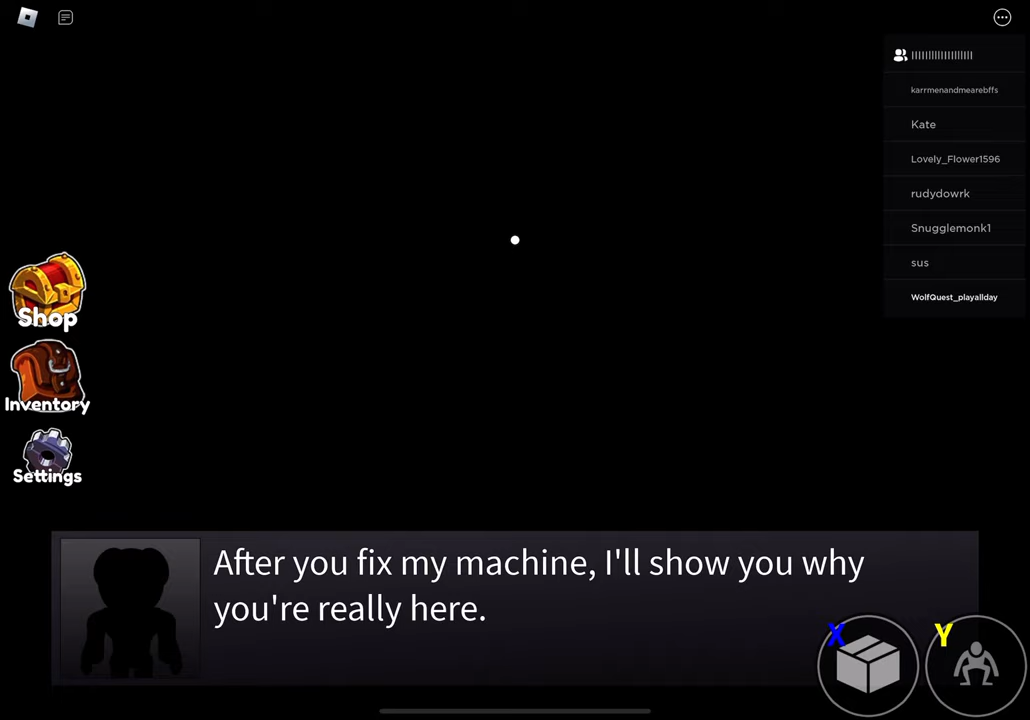 IIIIIIIIIIIIIIIIII
karrmenandmearebffs
Kate
Lovely_Flower1596
rudydowrk
Snugglemonk1
sus
WolfQuest_playallday
Shop
Inventory
Settings
After you fix my machine, I'll show you why
you're really here.
X
Y